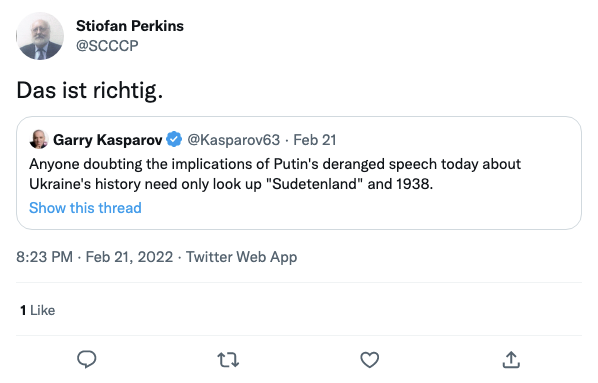 Stiofan Perkins
@SCCCP
Das ist richtig.
Garry Kasparov @Kasparov63 · Feb 21
Anyone doubting the implications of Putin's deranged speech today about
Ukraine's history need only look up "Sudetenland" and 1938.
Show this thread
8:23 PM · Feb 21, 2022 · Twitter Web App
1 Like